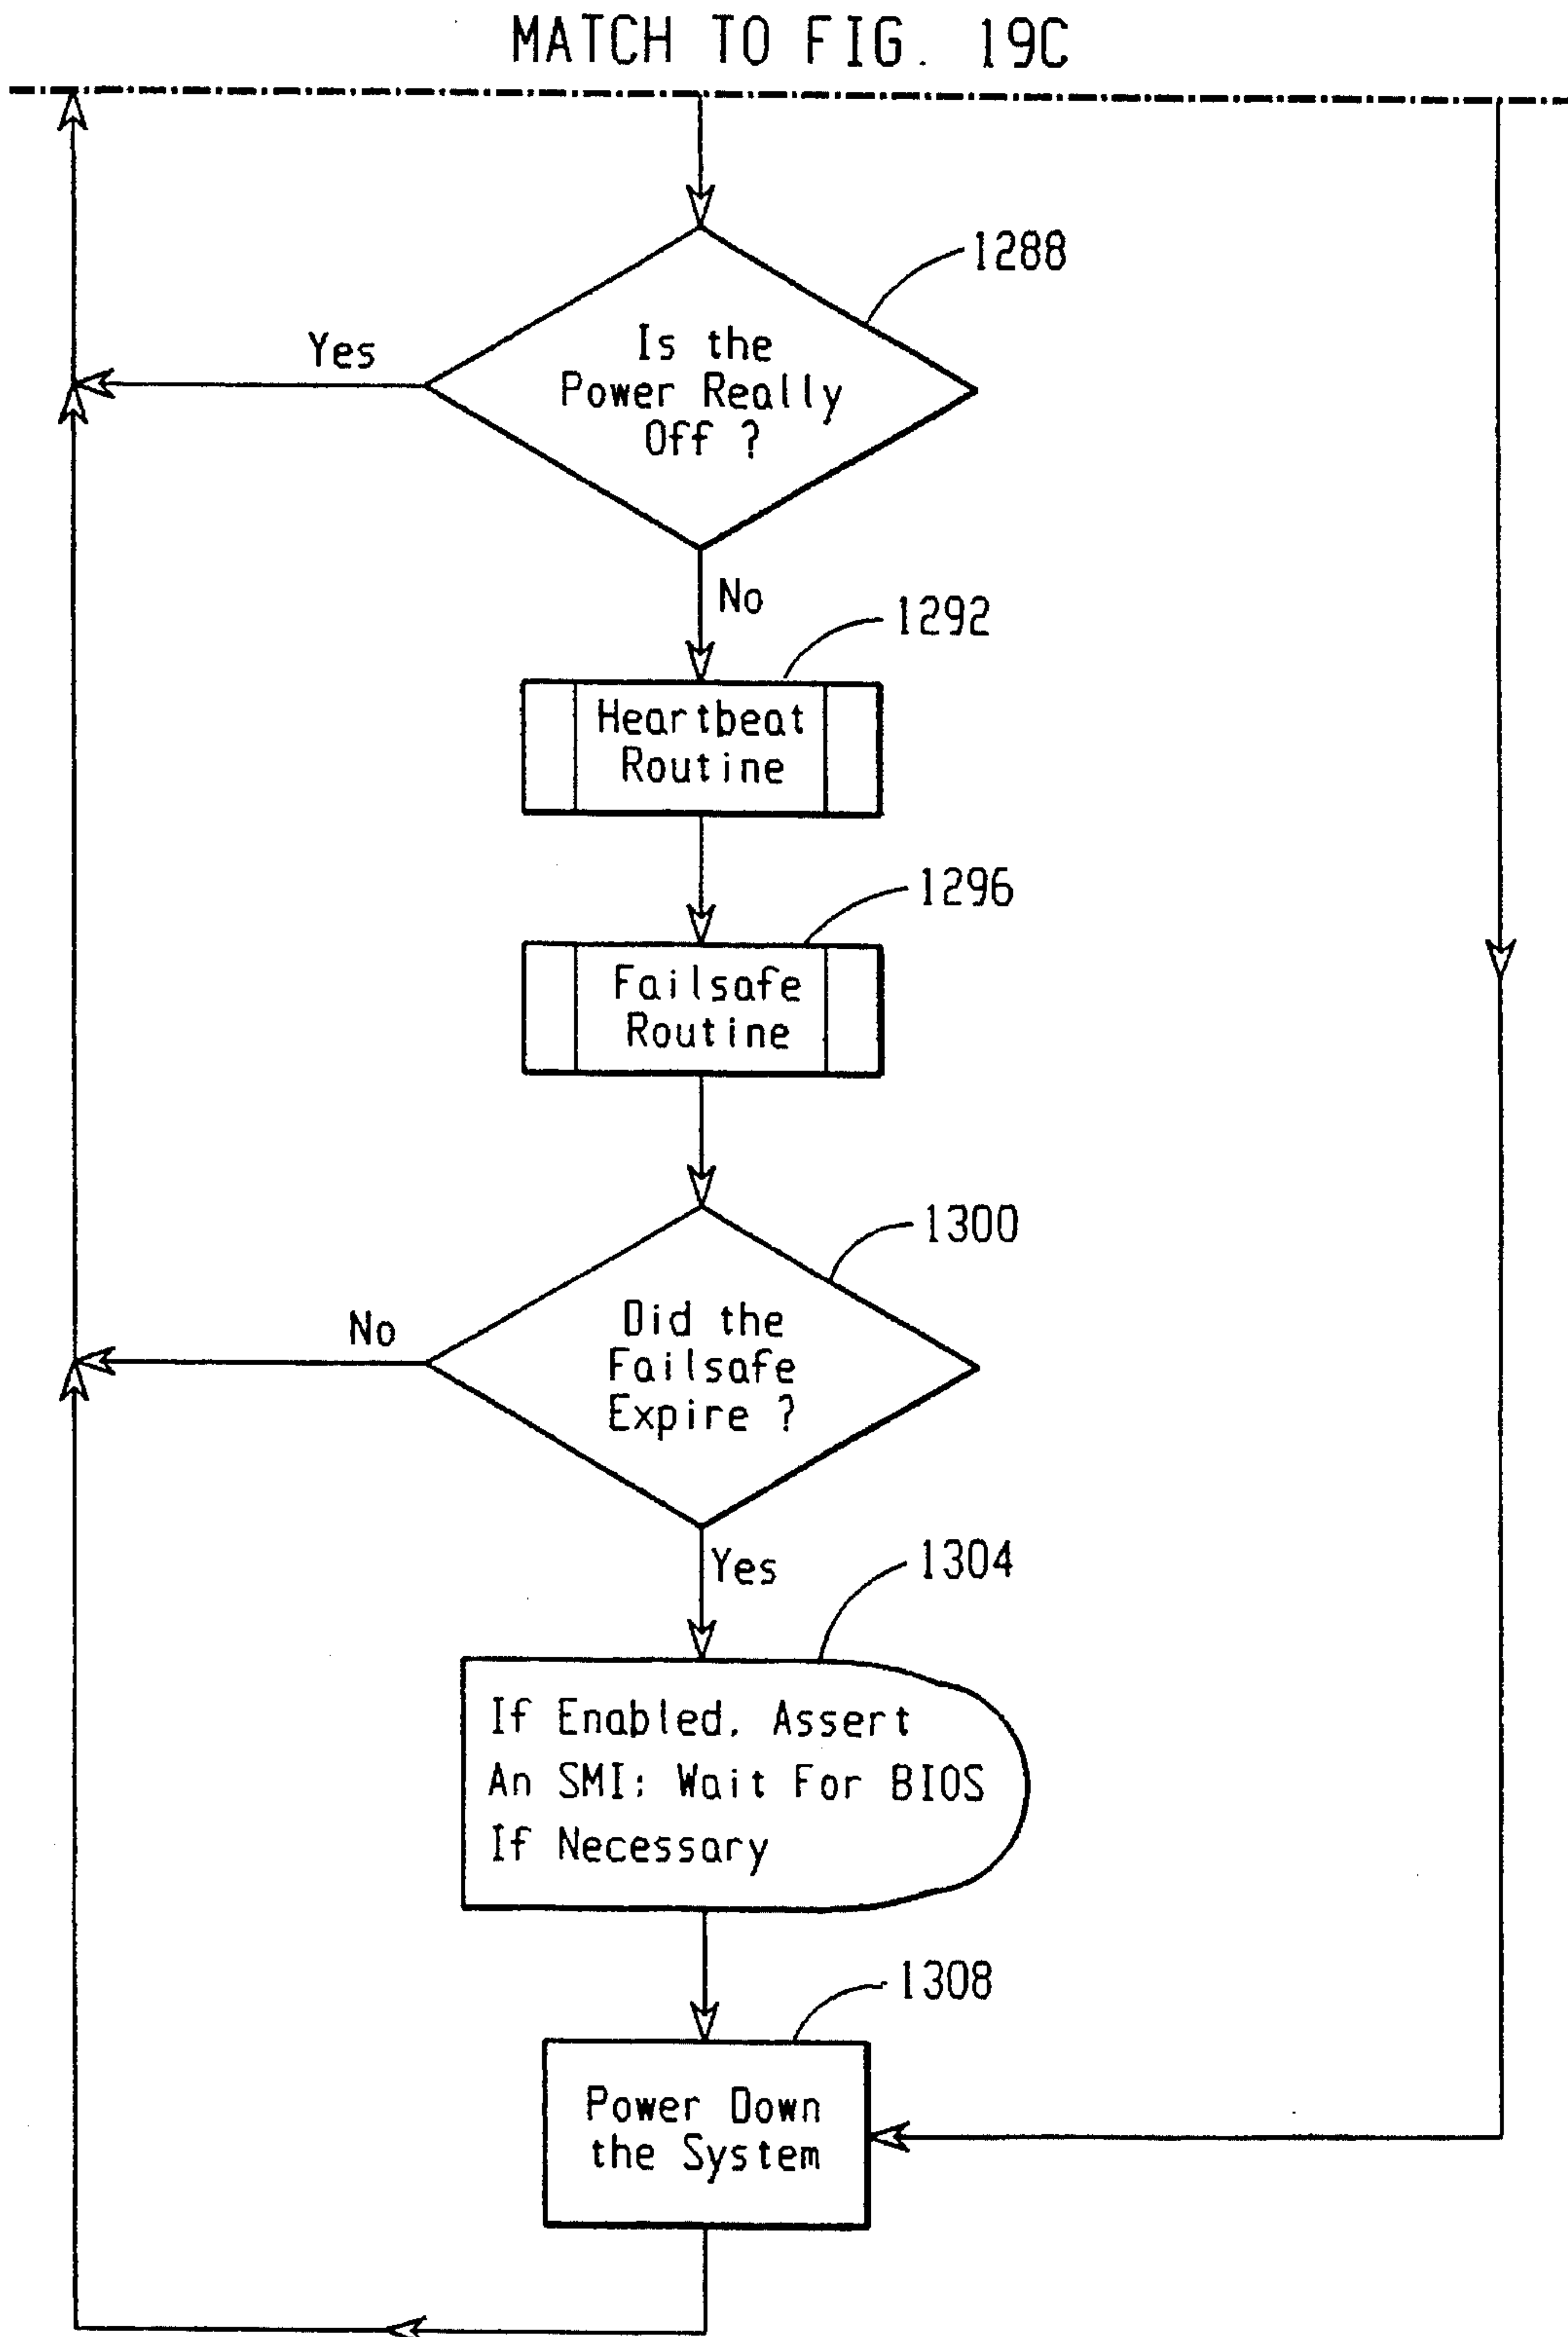 MATCH TO FIG. 19C
1288
Is the
Power Really
Off ?
Yes
No
1292
Heartbeat
Routine
1296
Failsafe
Routine
1300
Did the
Failsafe
Expire ?
No
Yes
1304
If Enabled, Assert
An SMI; Wait For BIOS
If Necessary
1308
Power Down
the System